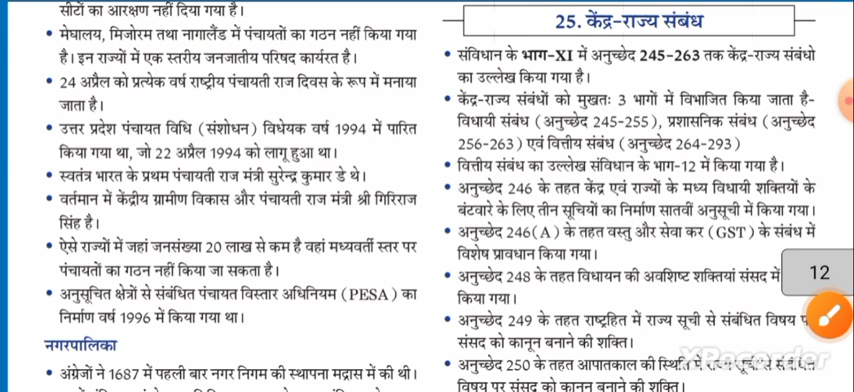 सीटों का आरक्षण नहीं दिया गया है।
• मेघालय, मिजोरम तथा नागालैंड में पंचायतों का गठन नहीं किया गया
है। इन राज्यों में एक स्तरीय जनजातीय परिषद कार्यरत है।
• 24 अप्रैल को प्रत्येक वर्ष राष्ट्रीय पंचायती राज दिवस के रूप में मनाया
जाता है।
• उत्तर प्रदेश पंचायत विधि (संशोधन) विधेयक वर्ष 1994 में पारित
किया गया था, जो 22 अप्रैल 1994 को लागू हुआ था।
• स्वतंत्र भारत के प्रथम पंचायती राज मंत्री सुरेन्द्र कुमार डे थे।
• वर्तमान में केंद्रीय ग्रामीण विकास और पंचायती राज मंत्री श्री गिरिराज
सिंह है।
• ऐसे राज्यों में जहां जनसंख्या 20 लाख से कम है वहां मध्यवर्ती स्तर पर
पंचायतों का गठन नहीं किया जा सकता है।
• अनुसूचित क्षेत्रों से संबंधित पंचायत विस्तार अधिनियम (PESA) का
निर्माण वर्ष 1996 में किया गया था।
नगरपालिका
• अंग्रेजों ने 1687 में पहली बार नगर निगम की स्थापना मद्रास में की थी।
25. केंद्र-राज्य संबंध
• संविधान के भाग-XI में अनुच्छेद 245-263 तक केंद्र-राज्य संबंधो
का उल्लेख किया गया है।
• केंद्र-राज्य संबंधों को मुखतः 3 भागों में विभाजित किया जाता है-
विधायी संबंध (अनुच्छेद 245-255), प्रशासनिक संबंध (अनुच्छेद
256-263) एवं वित्तीय संबंध (अनुच्छेद 264-293)
• वित्तीय संबंध का उल्लेख संविधान के भाग-12 में किया गया है।
• अनुच्छेद 246 के तहत केंद्र एवं राज्यों के मध्य विधायी शक्तियों के
बंटवारे के लिए तीन सूचियों का निर्माण सातवीं अनुसूची में किया गया।
• अनुच्छेद 246(A) के तहत वस्तु और सेवा कर (GST) के संबंध में
विशेष प्रावधान किया गया।
• अनुच्छेद 248 के तहत विधायन की अवशिष्ट शक्तियां संसद में
किया गया।
• अनुच्छेद 249 के तहत राष्ट्रहित में राज्य सूची से संबंधित विषय
संसद को कानून बनाने की शक्ति।
• अनुच्छेद 250 के तहत आपातकाल की स्थिति में राज्य सूची से संबंधित
विषय पर संसद को कानून बनाने की शक्ति।
12
XRecorder